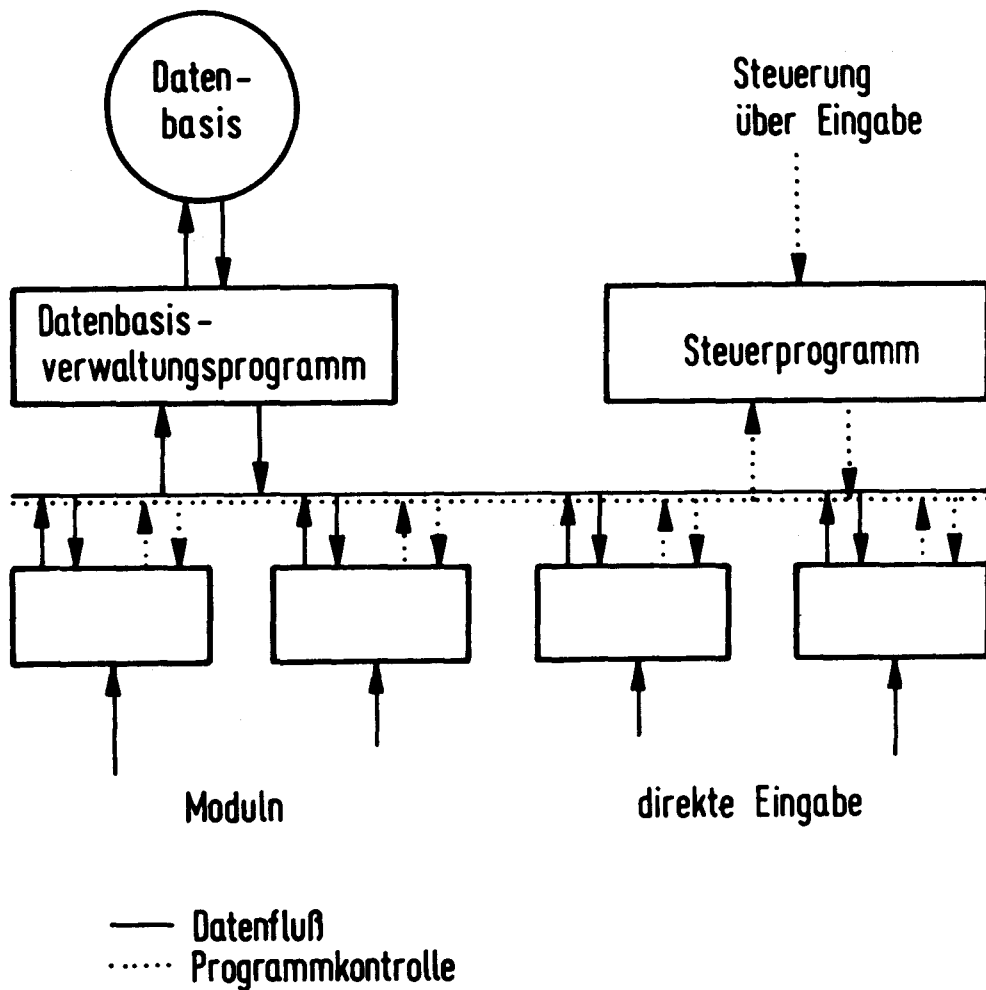 Daten-
basis
Steuerung
über Eingabe
Datenbasis-
verwaltungsprogramm
Steuerprogramm
Moduln
direkte Eingabe
Datenfluß
Programmkontrolle